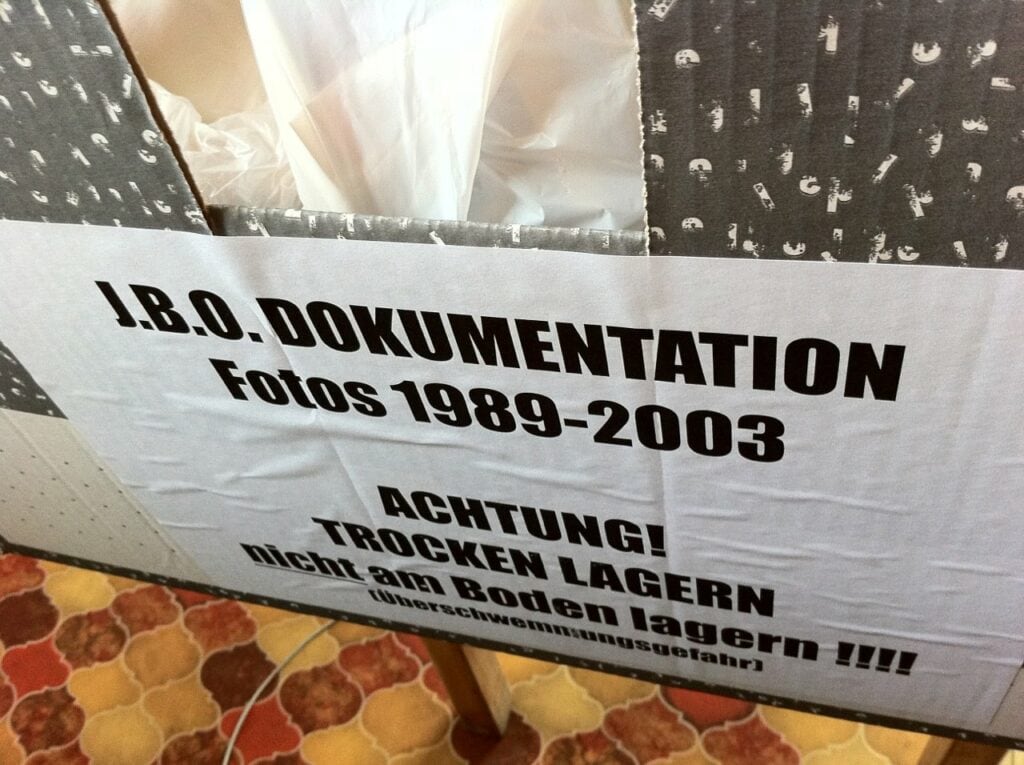 J.B.O. DOKUMENTATION
Fotos 1989-2003
ACHTUNG!
TROCKEN LAGERN
nicht am Boden lagern !!!!
(Überschwemmungsgefahr)